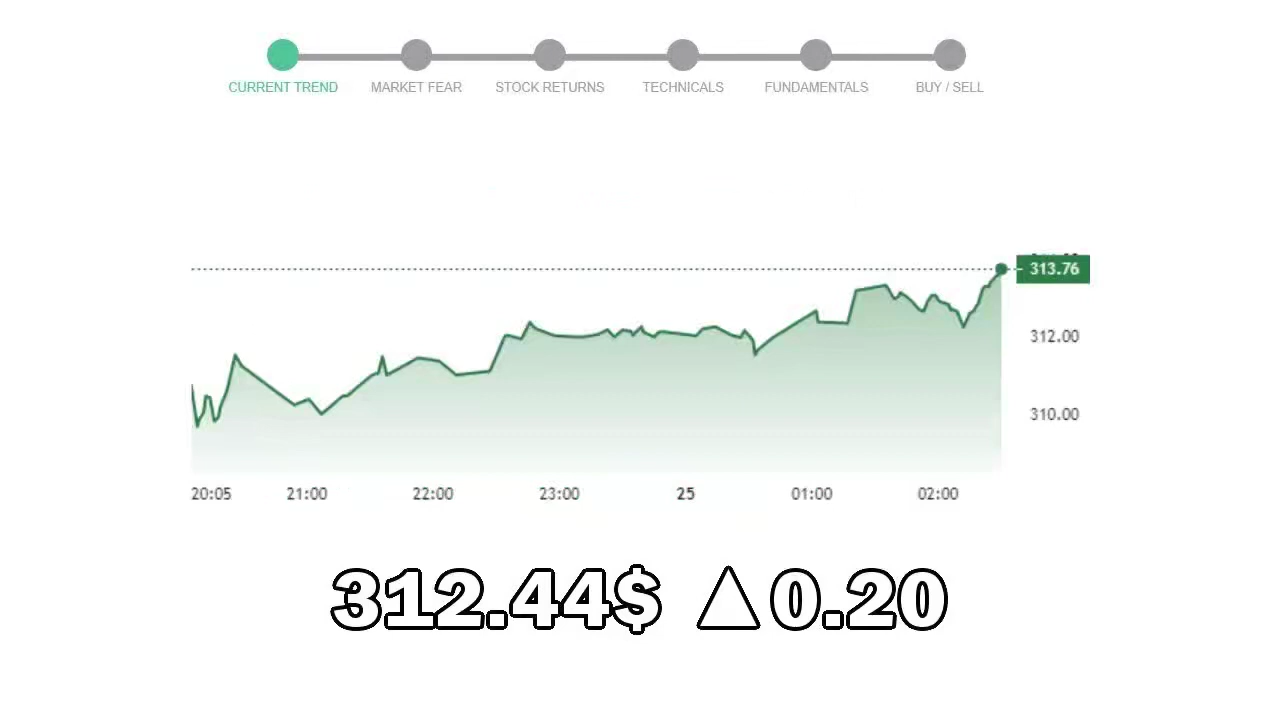 CURRENT TREND MARKET FEAR STOCK RETURNS TECHNICALS FUNDAMENTALS BUY / SELL
313.76
312.00
310.00
20:05 21:00 22:00 23:00 25 01:00 02:00
312.44$ △0.20